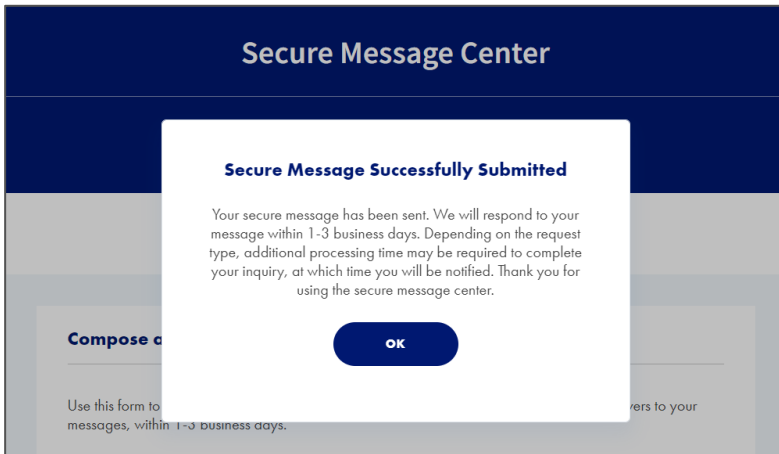 Secure Message Center
Secure Message Successfully Submitted
Your secure message has been sent. We will respond to your
message within 1-3 business days. Depending on the request
type, additional processing time may be required to complete
your inquiry, at which time you will be notified. Thank you for
using the secure message center.
OK
Compose a
Use this form to
vers to your
messages, within 1-3 business days.